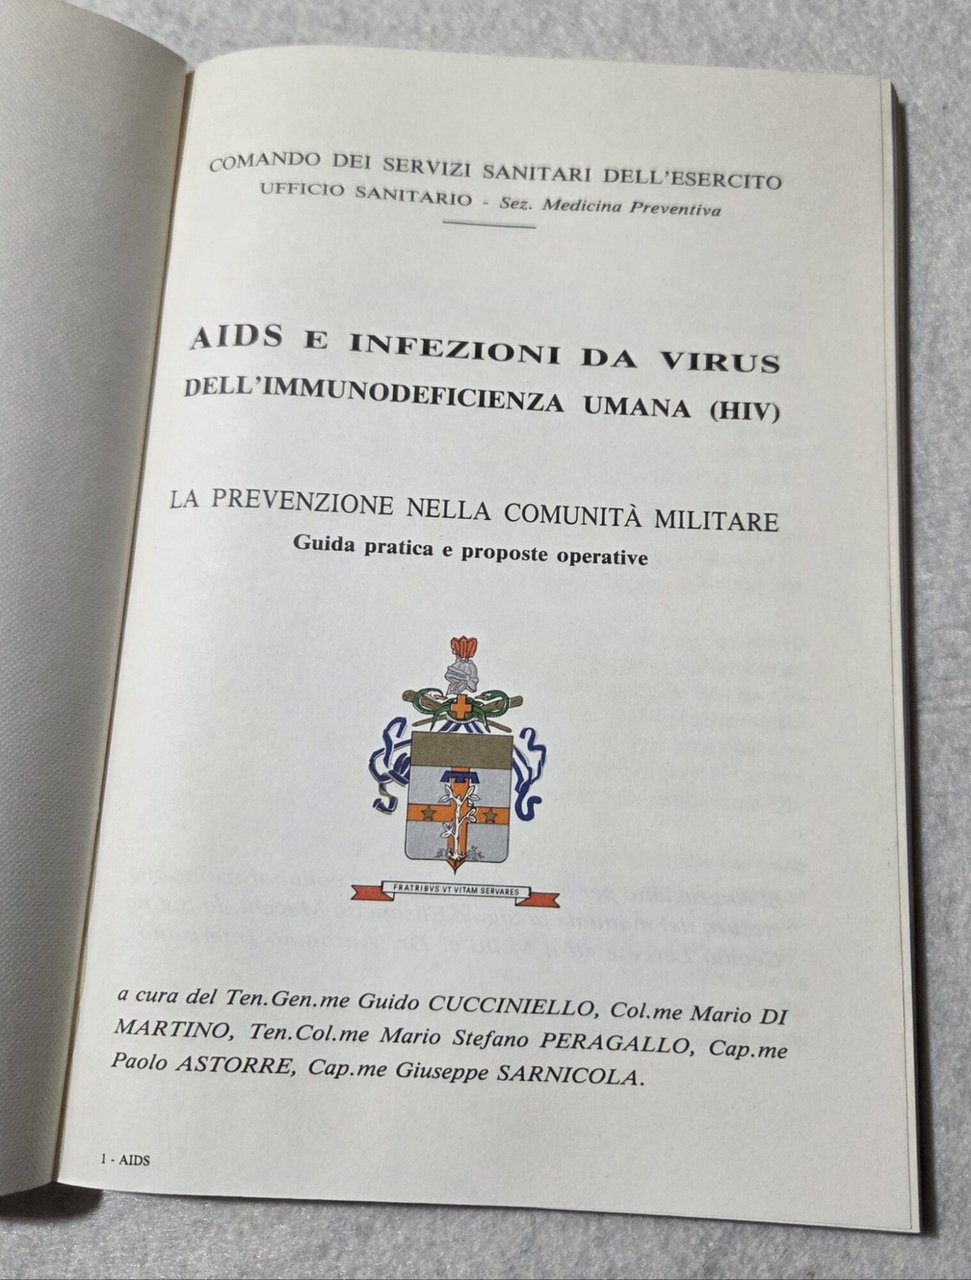 COMANDO DEI SERVIZI SANITARI DELL'ESERCITO
UFFICIO SANITARIO - Sez. Medicina Preventiva
AIDS E INFEZIONI DA VIRUS
DELL'IMMUNODEFICIENZA UMANA (HIV)
LA PREVENZIONE NELLA COMUNITÀ MILITARE
Guida pratica e proposte operative
FRATRIBVS VT VITAM SERVARES
a cura del Ten.Gen.me Guido CUCCINIELLO, Col.me Mario DI
MARTINO, Ten.Col.me Mario Stefano PERAGALLO, Cap.me
Paolo ASTORRE, Cap.me Giuseppe SARNICOLA.
1 - AIDS